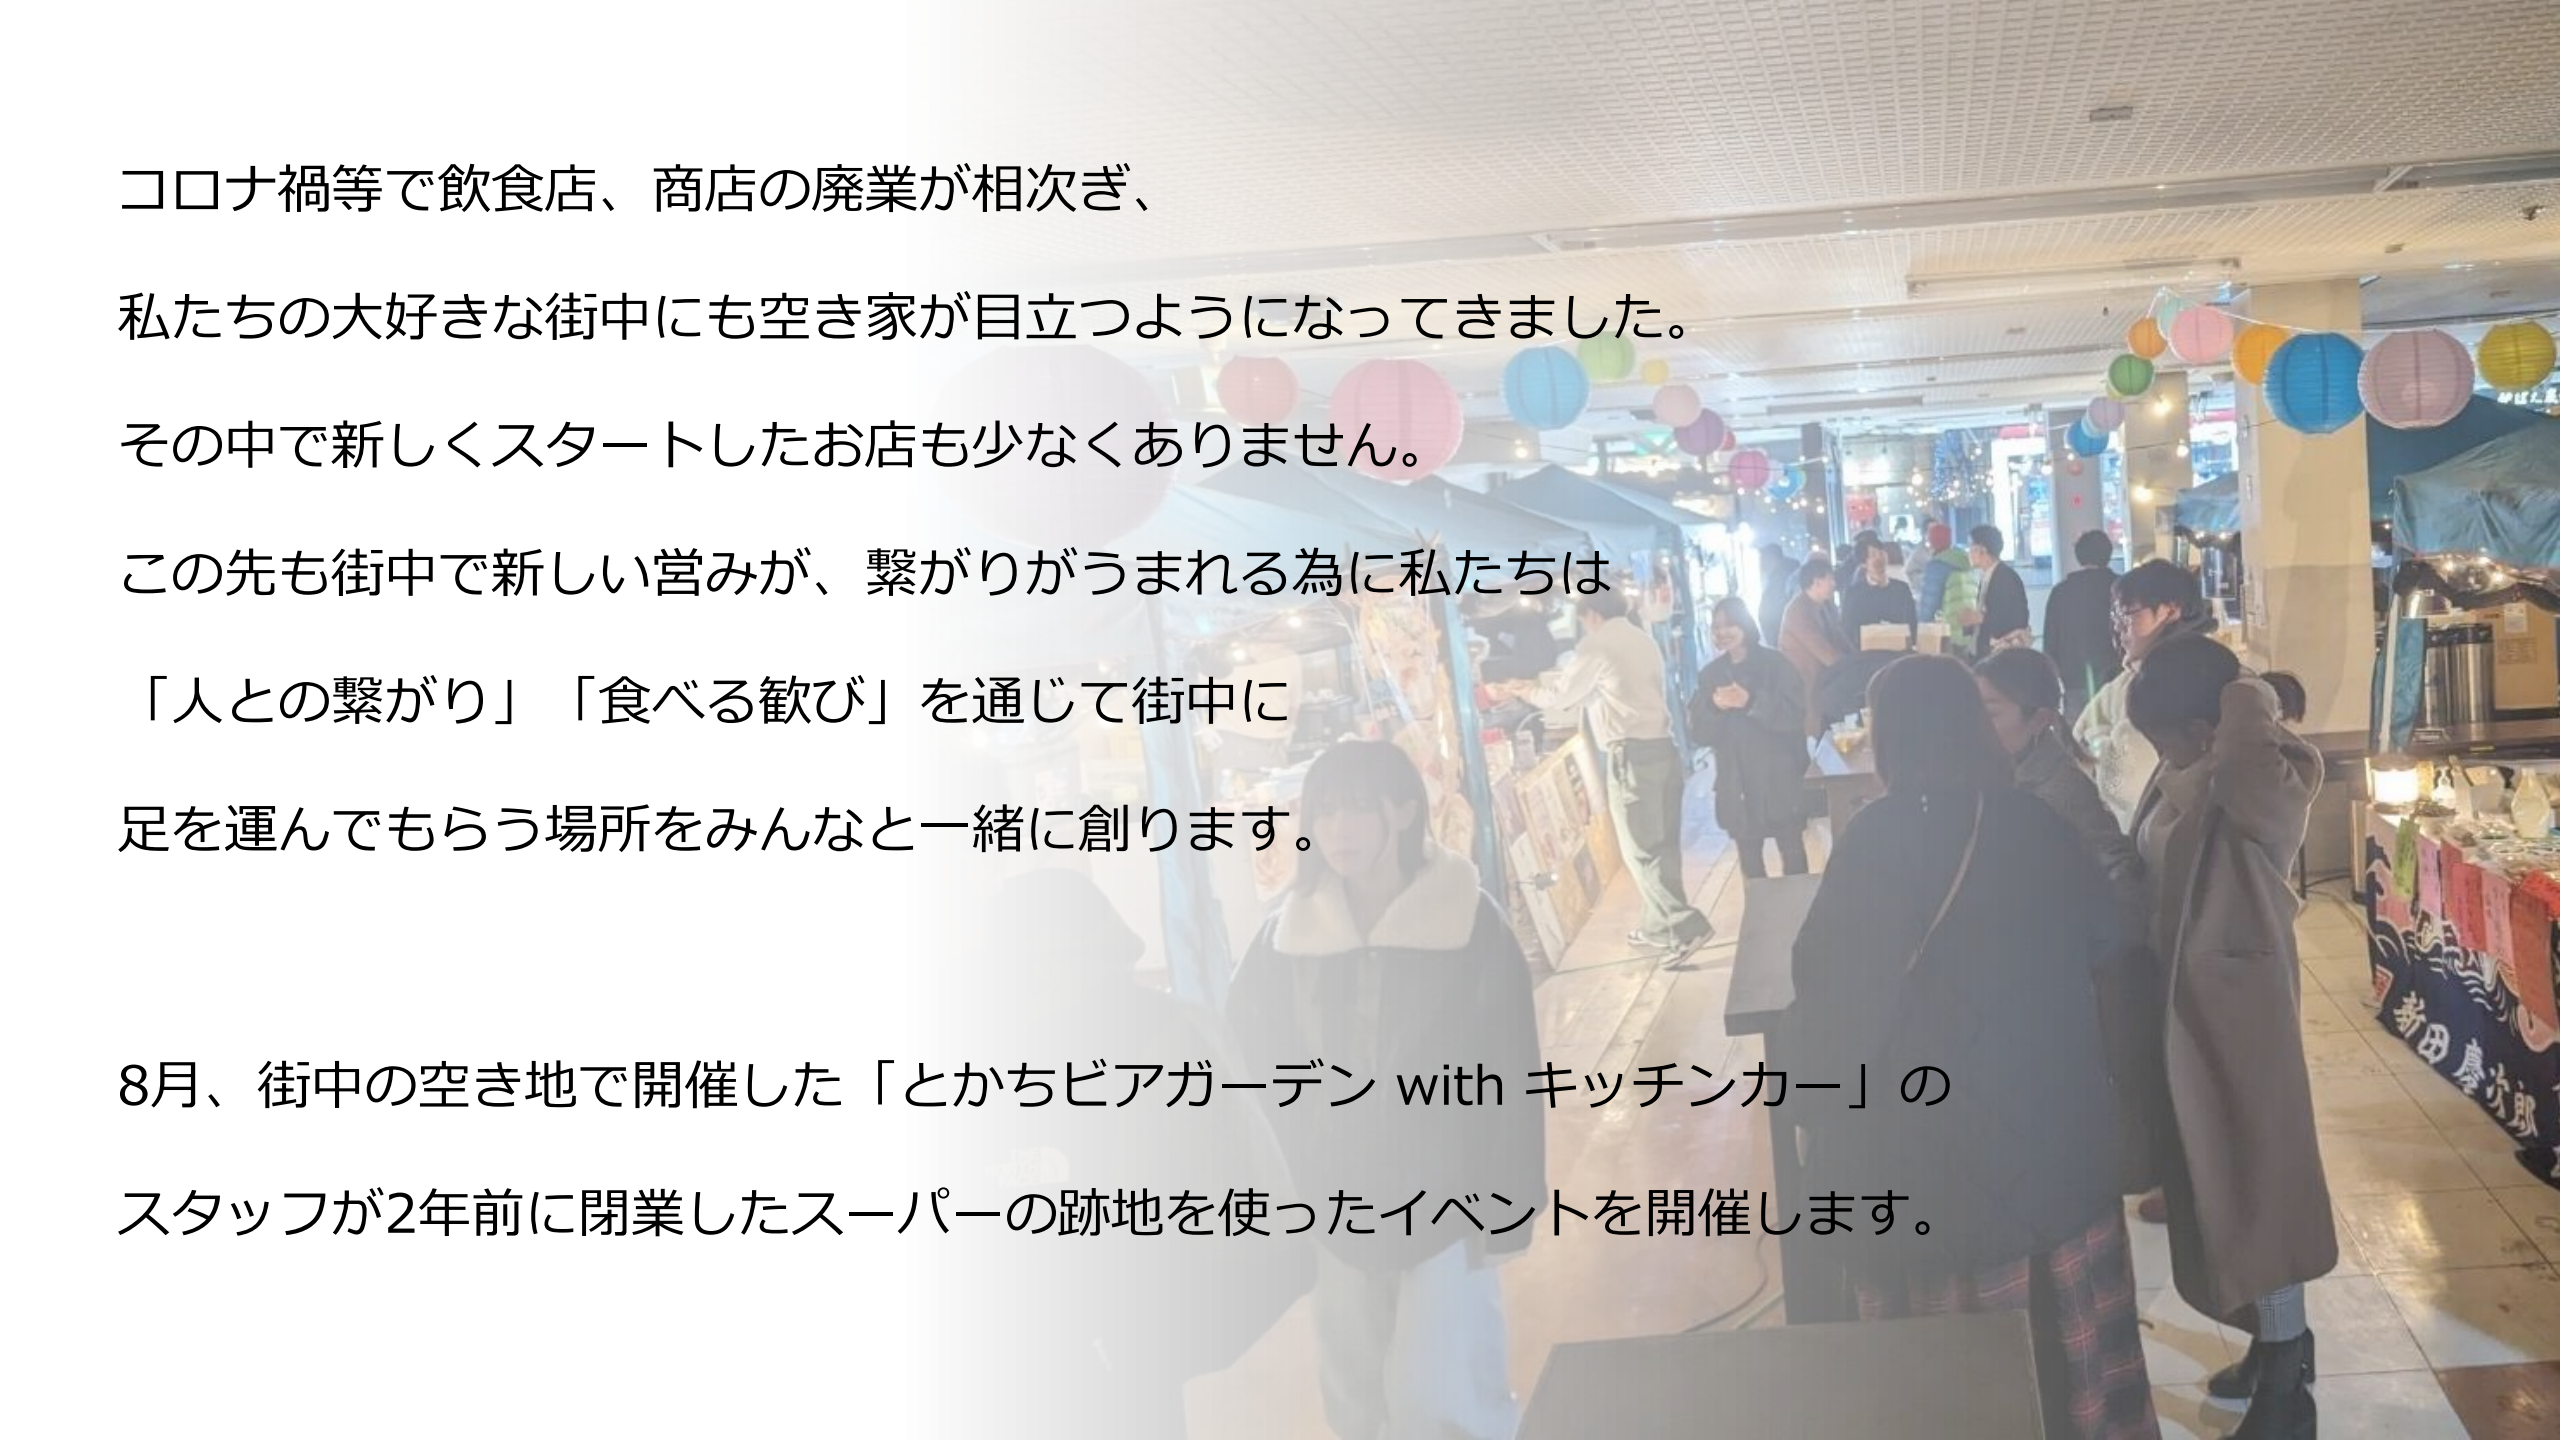 コロナ禍等で飲食店、商店の廃業が相次ぎ、
私たちの大好きな街中にも空き家が目立つようになってきました。
その中で新しくスタートしたお店も少なくありません。
この先も街中で新しい営みが、繋がりがうまれる為に私たちは
「人との繋がり」「食べる歓び」を通じて街中に
足を運んでもらう場所をみんなと一緒に創ります。
8月、街中の空き地で開催した「とかちビアガーデン with キッチンカー」の
スタッフが2年前に閉業したスーパーの跡地を使ったイベントを開催します。
新田慶次郎